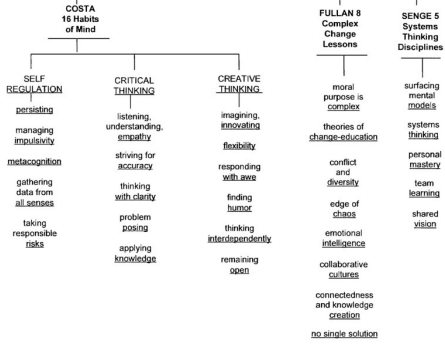 COSTA
16 Habits
of Mind
SELF
REGULATION
persisting
managing
impulsivity
metacognition
gathering
data from
all senses
taking
responsible
risks
CRITICAL
THINKING
listening,
understanding,
empathy
striving for
accuracy
thinking
with clarity
problem
posing
applying
knowledge
CREATIVE
THINKING
imagining,
innovating
flexibility
responding
with awe
finding
humor
thinking
interdependently
remaining
open
FULLAN 8
Complex
Change
Lessons
moral
purpose is
complex
theories of
change-education
conflict
and
diversity
edge of
chaos
emotional
intelligence
collaborative
cultures
connectedness
and knowledge
creation
no single solution
SENGE 5
Systems
Thinking
Disciplines
surfacing
mental
models
systems
thinking
personal
mastery
team
learning
shared
vision